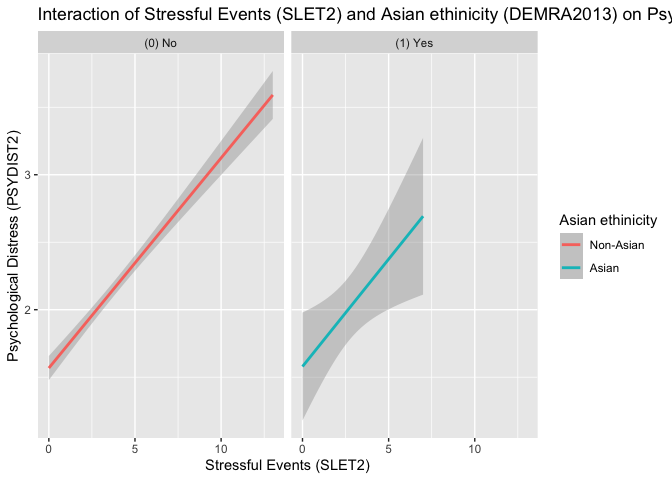 Interaction of Stressful Events (SLET2) and Asian ethinicity (DEMRA2013) on Psy
(0) No
(1) Yes
Psychological Distress (PSYDIST2)
3
2
0
5
10
0
5
10
Stressful Events (SLET2)
Asian ethinicity
Non-Asian
Asian